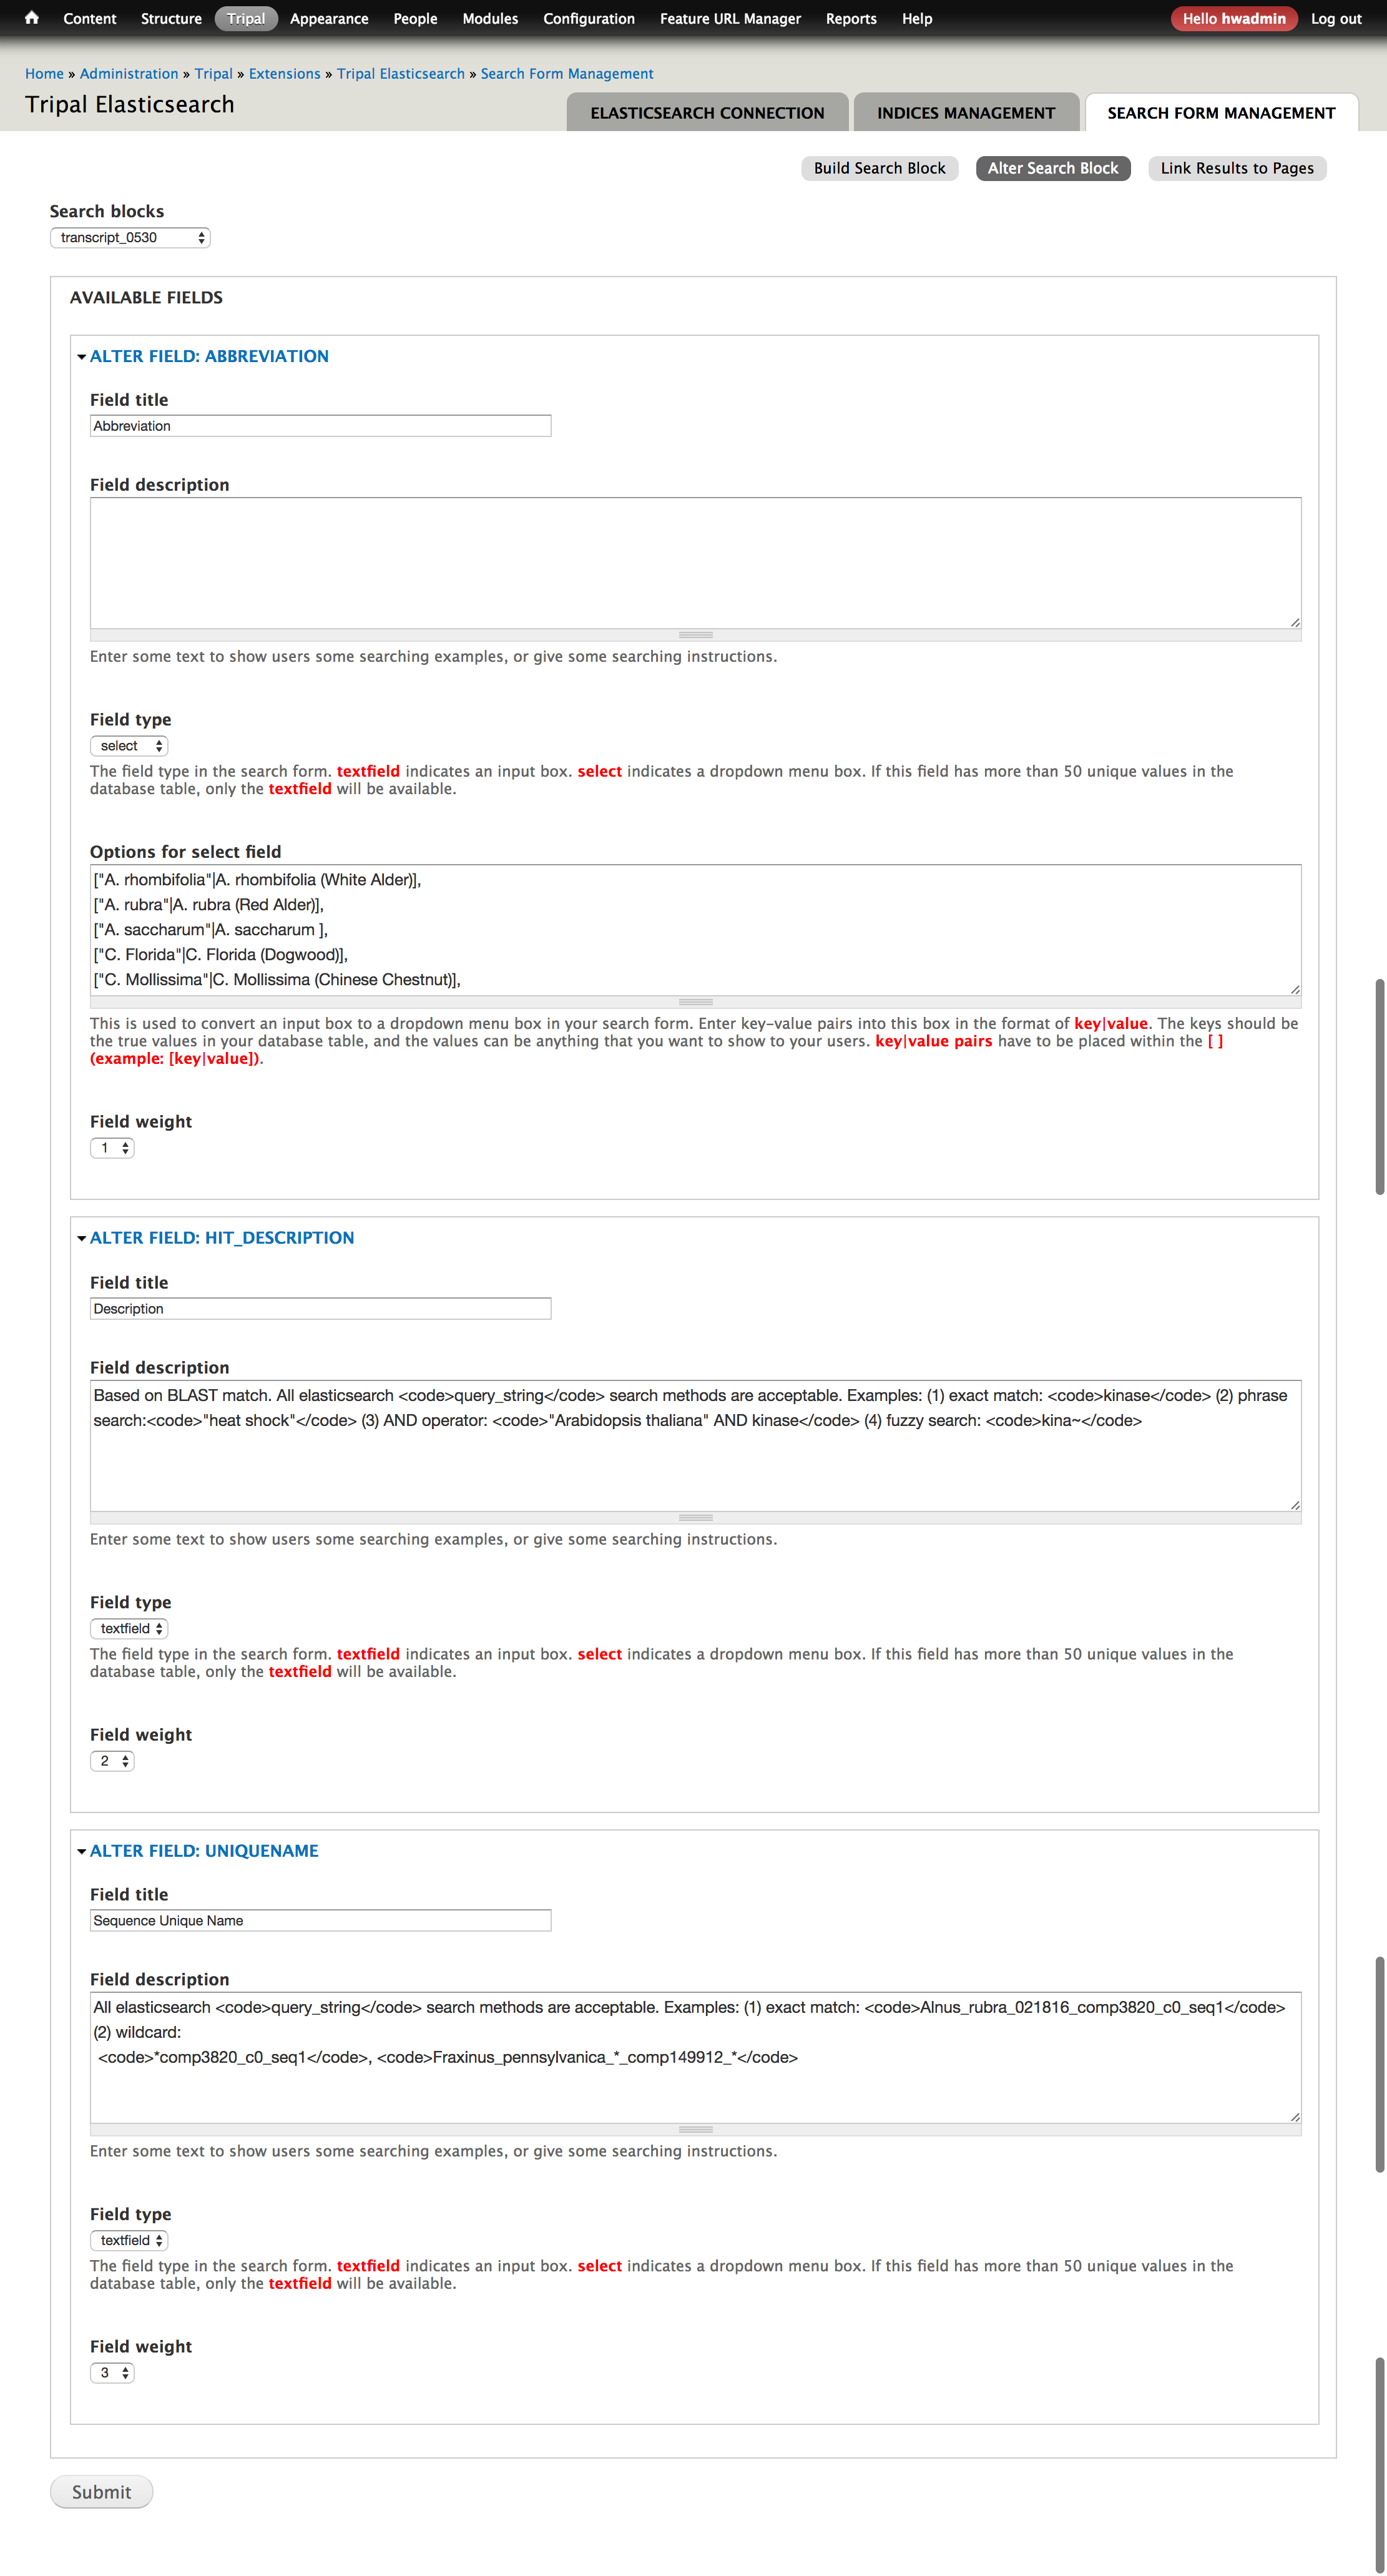 Content Structure Tripal Appearance People Modules Configuration Feature URL Manager Reports Help Hello hwadmin Log out
Home » Administration » Tripal » Extensions » Tripal Elasticsearch » Search Form Management
Tripal Elasticsearch
ELASTICSEARCH CONNECTION INDICES MANAGEMENT SEARCH FORM MANAGEMENT
Build Search Block Alter Search Block Link Results to Pages
Search blocks
transcript_0530
AVAILABLE FIELDS
ALTER FIELD: ABBREVIATION
Field title
Abbreviation
Field description
Enter some text to show users some searching examples, or give some searching instructions.
Field type
select
The field type in the search form. textfield indicates an input box. select indicates a dropdown menu box. If this field has more than 50 unique values in the
database table, only the textfield will be available.
Options for select field
["A. rhombifolia"|A. rhombifolia (White Alder)],
["A. rubra"|A. rubra (Red Alder)],
["A. saccharum"|A. saccharum ],
["C. Florida"|C. Florida (Dogwood)],
["C. Mollissima"|C. Mollissima (Chinese Chestnut)],
This is used to convert an input box to a dropdown menu box in your search form. Enter key-value pairs into this box in the format of key|value. The keys should be
the true values in your database table, and the values can be anything that you want to show to your users. key|value pairs have to be placed within the [ ]
(example: [key|value]).
Field weight
1
ALTER FIELD: HIT_DESCRIPTION
Field title
Description
Field description
Based on BLAST match. All elasticsearch <code>query_string</code> search methods are acceptable. Examples: (1) exact match: <code>kinase</code> (2) phrase
search:<code>"heat shock"</code> (3) AND operator: <code>"Arabidopsis thaliana" AND kinase</code> (4) fuzzy search: <code>kina~</code>
Enter some text to show users some searching examples, or give some searching instructions.
Field type
textfield
The field type in the search form. textfield indicates an input box. select indicates a dropdown menu box. If this field has more than 50 unique values in the
database table, only the textfield will be available.
Field weight
2
ALTER FIELD: UNIQUENAME
Field title
Sequence Unique Name
Field description
All elasticsearch <code>query_string</code> search methods are acceptable. Examples: (1) exact match: <code>Alnus_rubra_021816_comp3820_c0_seq1</code>
(2) wildcard:
<code>*comp3820_c0_seq1</code>, <code>Fraxinus_pennsylvanica_*_comp149912_*</code>
Enter some text to show users some searching examples, or give some searching instructions.
Field type
textfield
The field type in the search form. textfield indicates an input box. select indicates a dropdown menu box. If this field has more than 50 unique values in the
database table, only the textfield will be available.
Field weight
3
Submit